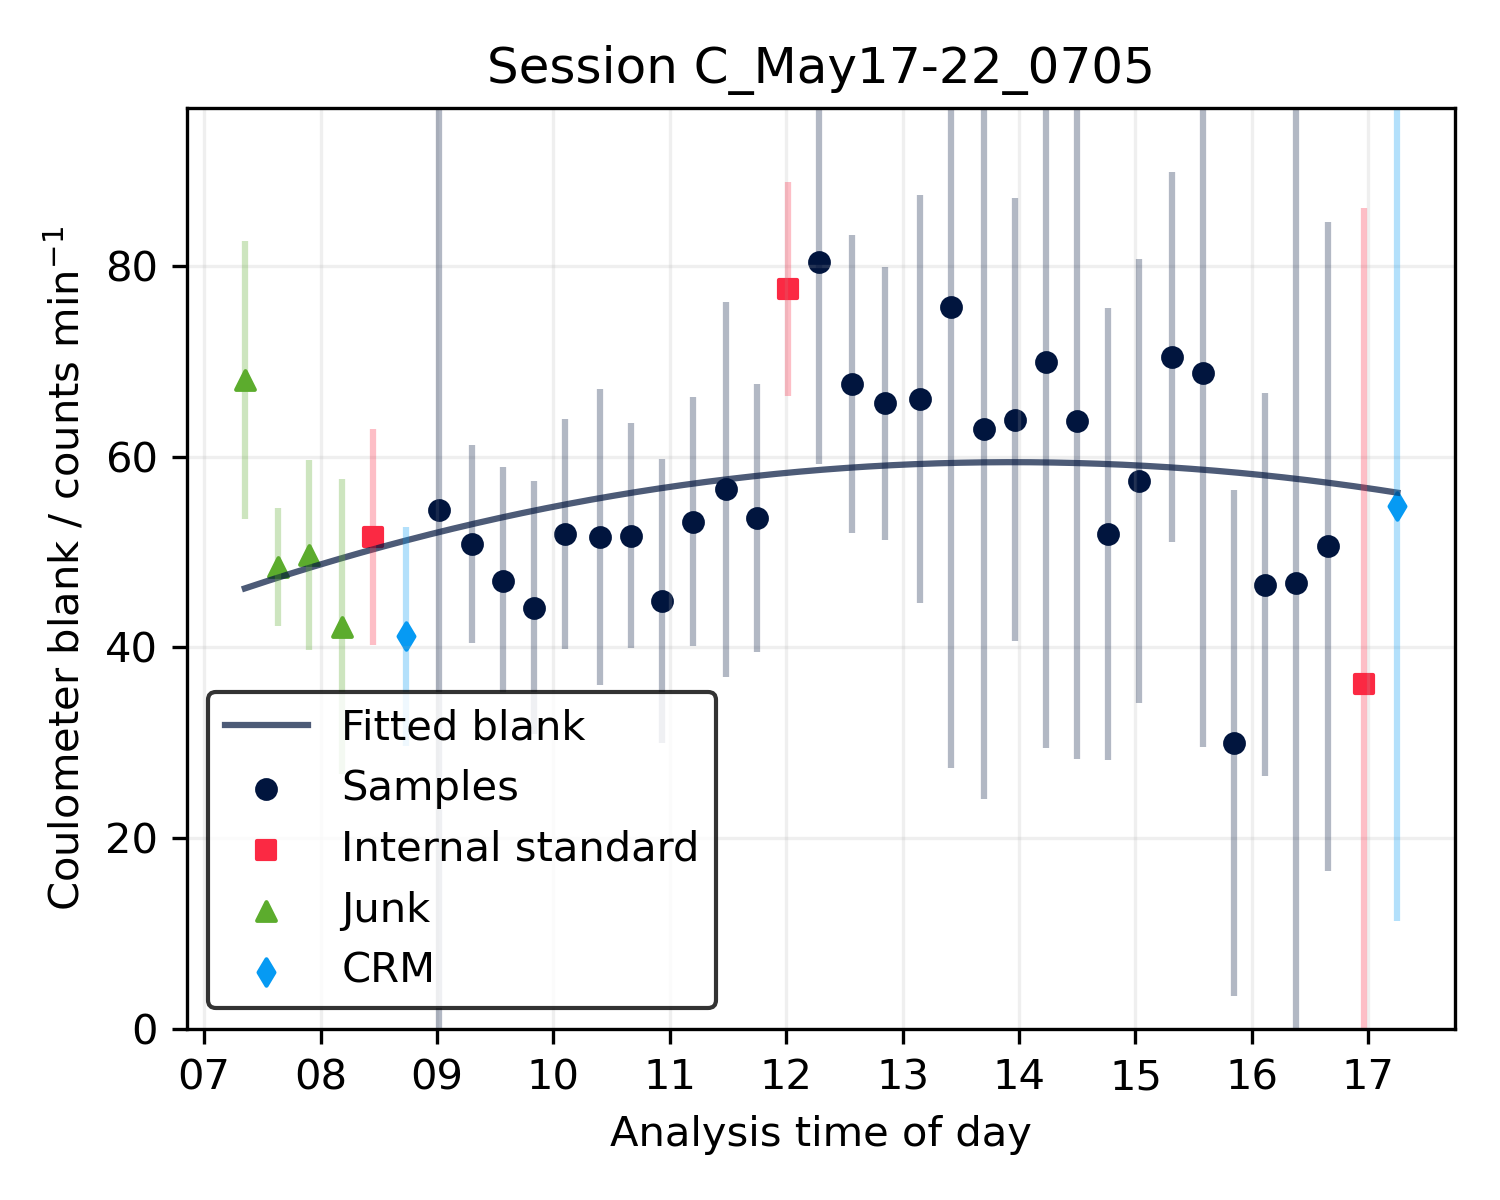 Session C_May17-22_0705
Coulometer blank / counts min⁻¹
80
60
40
20
0
Fitted blank
Samples
Internal standard
Junk
CRM
07 08 09 10 11 12 13 14 15 16 17
Analysis time of day